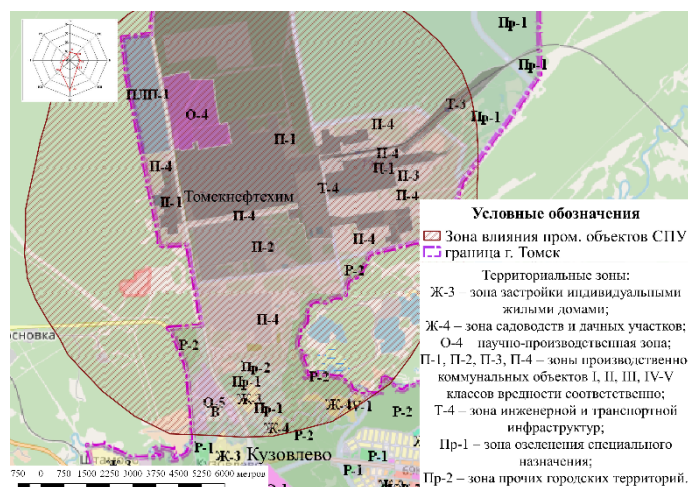 Пр-1
Пр-1
Т-3
Пр-1
П-1
О-4
П-4
П-1
П-4
П-1
П-3
П-4
Т-4
П-4
П-1
Томскнефтехим
П-4
П-2
П-4
Р-2
П-4
Р-2
Пр-2
Пр-1
Ж-3
Р-2
О-5
В
Пр-1
Ж-4
Р-2
Р-2
Р-1
Ж-3
Кузовлево
Р-1
Р-1
Р-1
основка
Условные обозначения
Зона влияния пром. объектов СПУ
граница г. Томск
Территориальные зоны:
Ж-3 – зона застройки индивидуальными
жилыми домами;
Ж-4 – зона садоводств и дачных участков;
О-4 – научно-производственная зона;
П-1, П-2, П-3, П-4 – зоны производственно
коммунальных объектов I, II, III, IV-V
классов вредности соответственно;
Т-4 – зона инженерной и транспортной
инфраструктур;
Пр-1 – зона озеленения специального
назначения;
Пр-2 – зона прочих городских территорий.
750 0 750 1500 2250 3000 3750 4500 5250 6000 метров